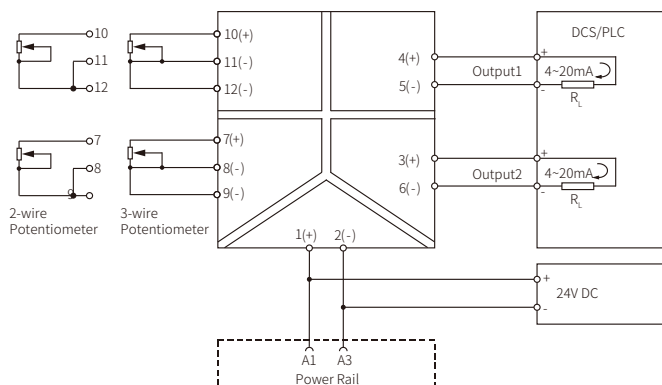 10
11
12
10(+)
11(-)
12(-)
7
8
9
7(+)
8(-)
9(-)
2-wire
Potentiometer
3-wire
Potentiometer
4(+)
5(-)
Output1
3(+)
6(-)
Output2
1(+) 2(-)
DCS/PLC
+
4~20mA
-
RL
+
4~20mA
-
RL
+
24V DC
-
A1 A3
Power Rail